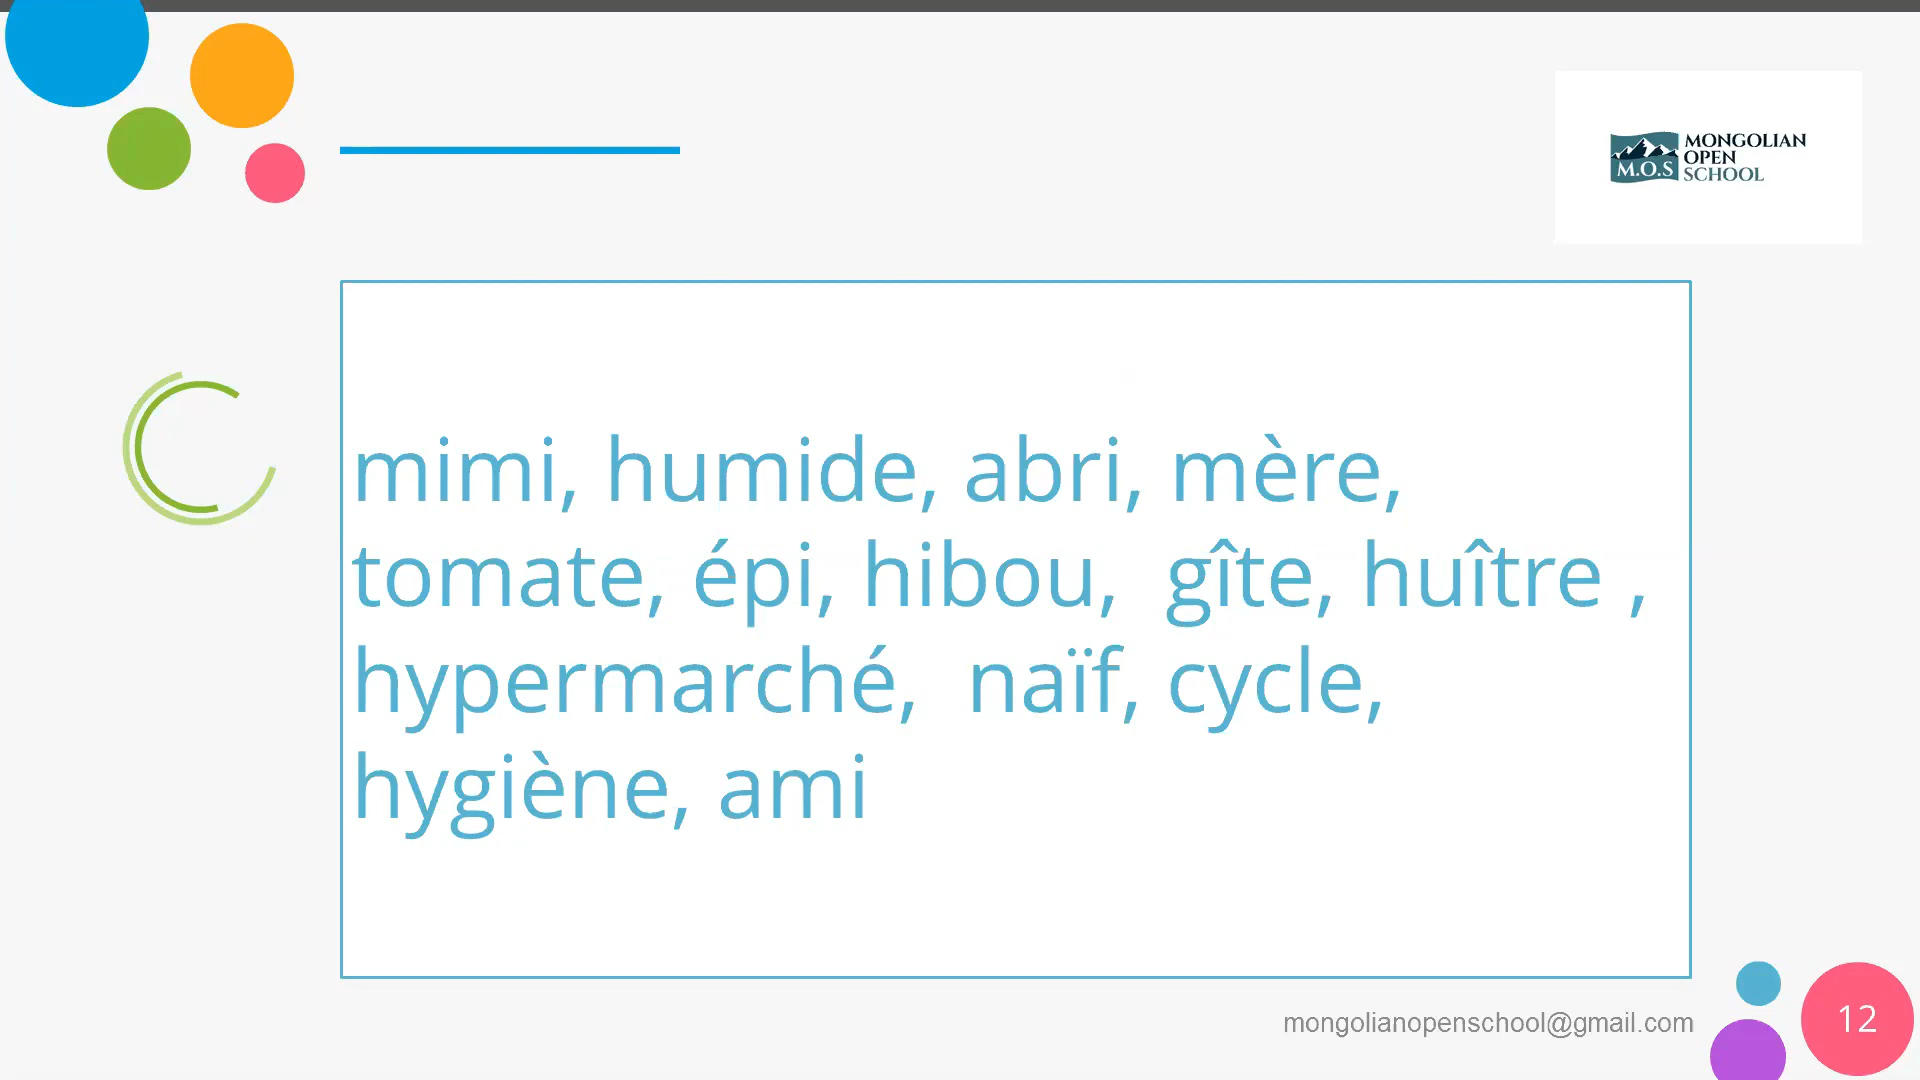 MONGOLIAN
OPEN
M.O.S SCHOOL
mimi, humide, abri, mère,
tomate, épi, hibou,  gîte, huître ,
hypermarché,  naïf, cycle,
hygiène, ami
mongolianopenschool@gmail.com
12